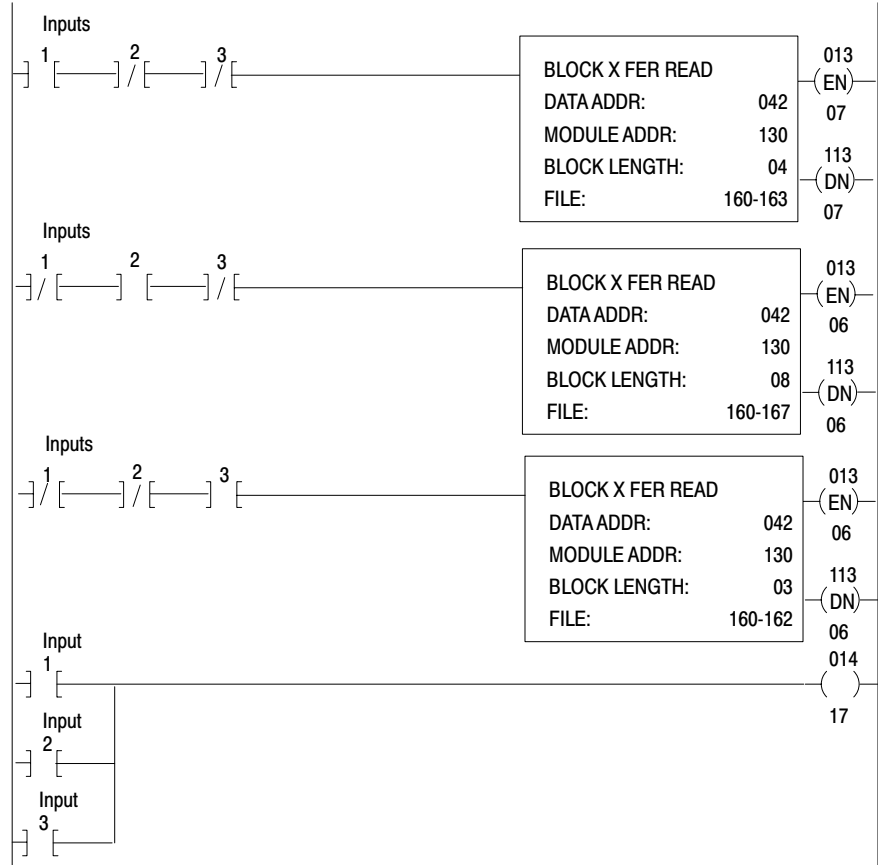 Inputs
1 2 3
BLOCK X FER READ
DATA ADDR: 042
MODULE ADDR: 130
BLOCK LENGTH: 04
FILE: 160-163
013
EN
07
113
DN
07
Inputs
1 2 3
BLOCK X FER READ
DATA ADDR: 042
MODULE ADDR: 130
BLOCK LENGTH: 08
FILE: 160-167
013
EN
06
113
DN
06
Inputs
1 2 3
BLOCK X FER READ
DATA ADDR: 042
MODULE ADDR: 130
BLOCK LENGTH: 03
FILE: 160-162
013
EN
06
113
DN
06
Input
1
014
17
Input
2
Input
3